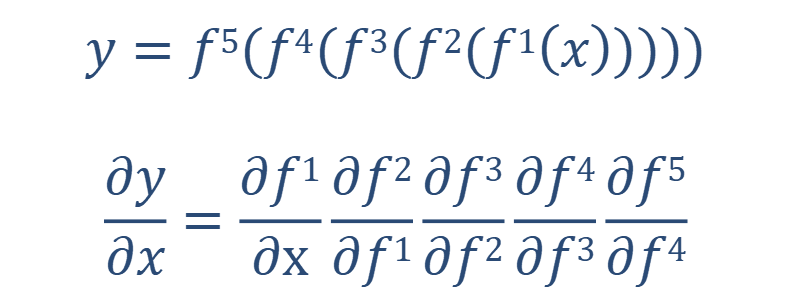 y = f⁵(f⁴(f³(f²(f¹(x)))))
∂y/∂x = ∂f¹/∂x ∂f²/∂f¹ ∂f³/∂f² ∂f⁴/∂f³ ∂f⁵/∂f⁴